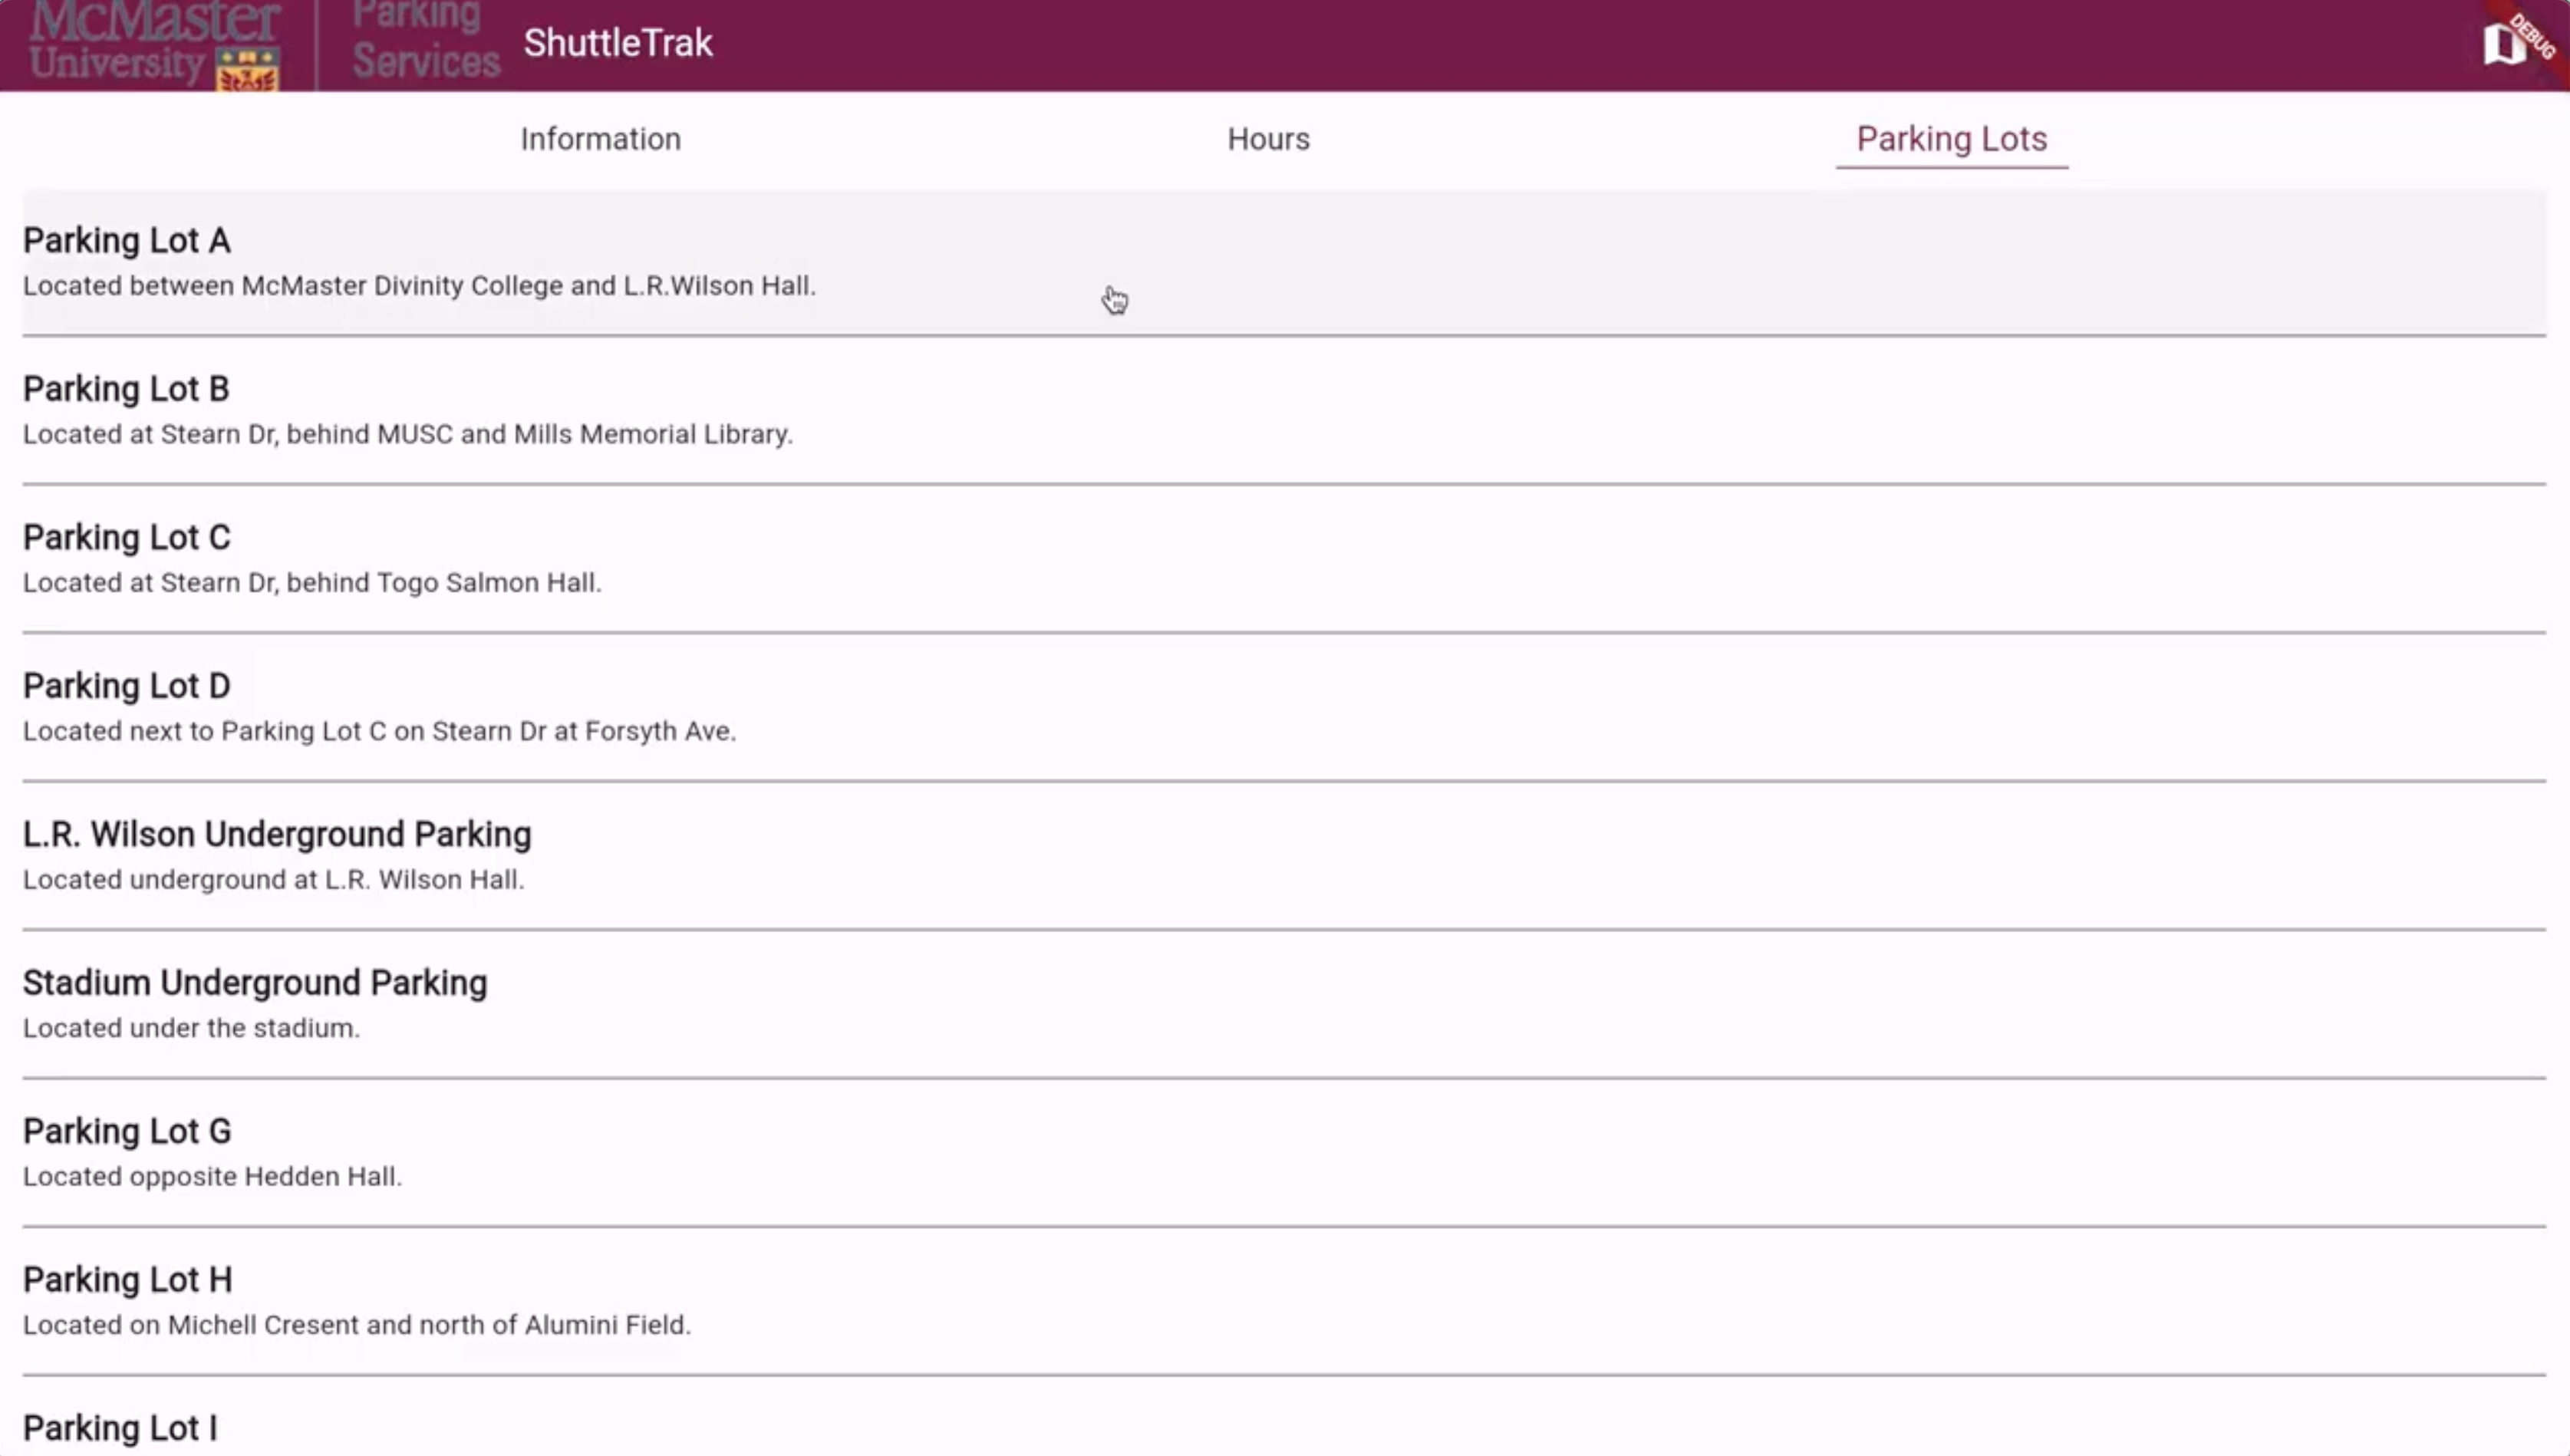 McMaster
University
Parking
Services
ShuttleTrak
DEBUG
Information
Hours
Parking Lots
Parking Lot A
Located between McMaster Divinity College and L.R.Wilson Hall.
Parking Lot B
Located at Stearn Dr, behind MUSC and Mills Memorial Library.
Parking Lot C
Located at Stearn Dr, behind Togo Salmon Hall.
Parking Lot D
Located next to Parking Lot C on Stearn Dr at Forsyth Ave.
L.R. Wilson Underground Parking
Located underground at L.R. Wilson Hall.
Stadium Underground Parking
Located under the stadium.
Parking Lot G
Located opposite Hedden Hall.
Parking Lot H
Located on Michell Cresent and north of Alumini Field.
Parking Lot I